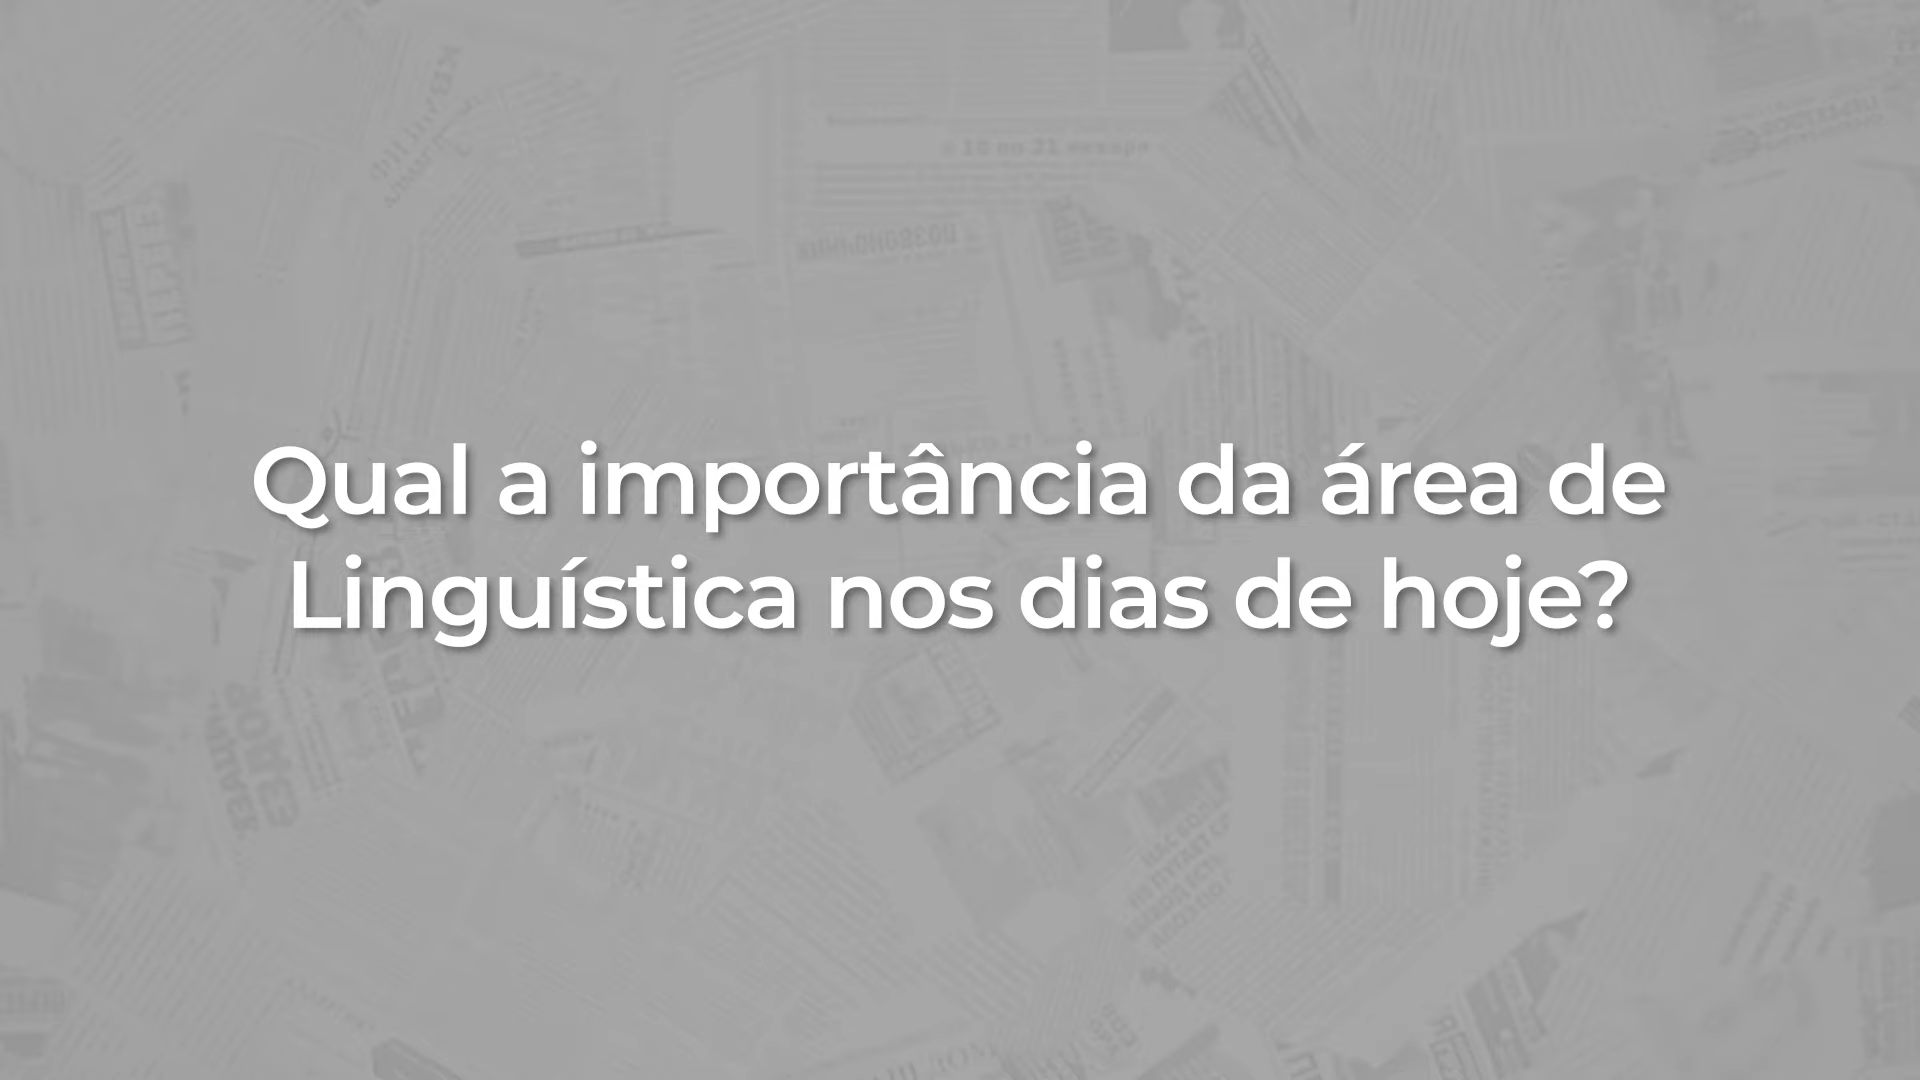 Qual a importância da área de
Linguística nos dias de hoje?